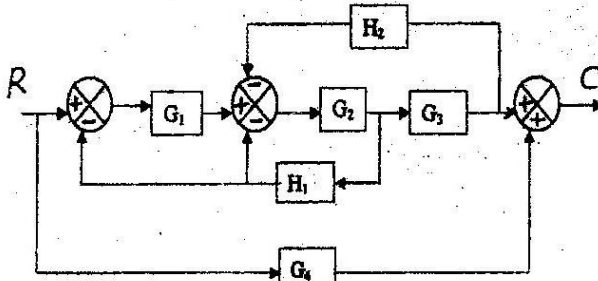 H₂
R
C
+
−
G₁
−
+
−
G₂
G₃
+
+
H₁
G₄